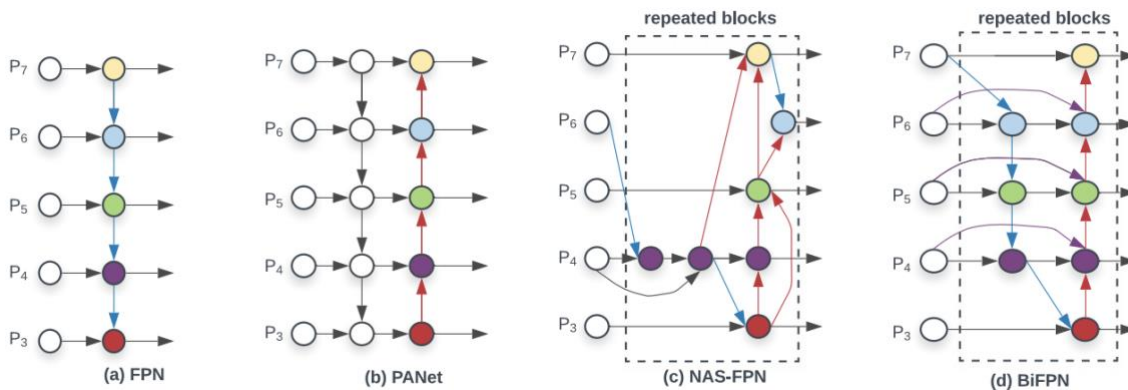 repeated blocks
repeated blocks
P7
P6
P5
P4
P3
(a) FPN
P7
P6
P5
P4
P3
(b) PANet
P7
P6
P5
P4
P3
(c) NAS-FPN
P7
P6
P5
P4
P3
(d) BiFPN